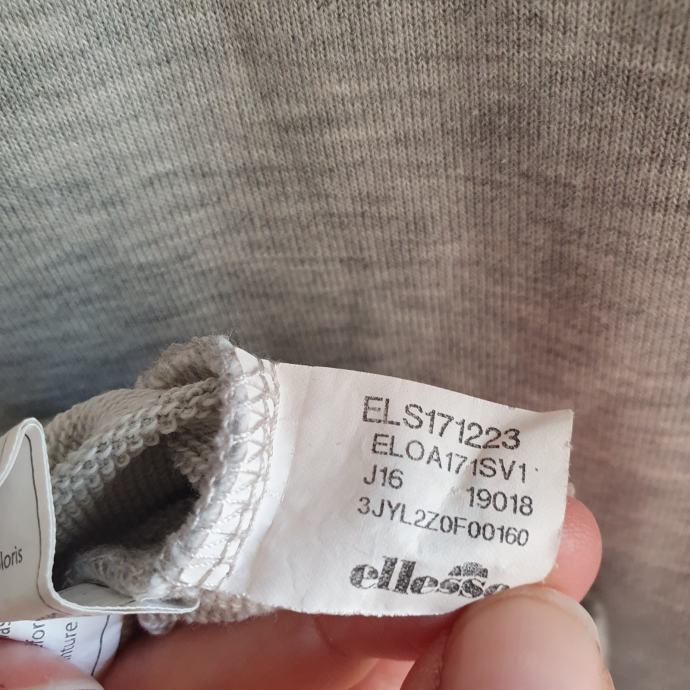 ELS171223
ELOA171SV1
J16 19018
3JYL2Z0F00160
ellesse